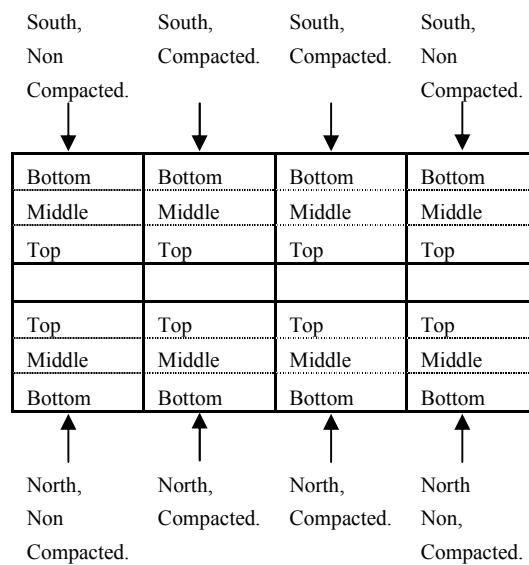 South, South, South, South,
Non Compacted. Compacted. Non
Compacted. Compacted.
Bottom Bottom Bottom Bottom
Middle Middle Middle Middle
Top Top Top Top
Top Top Top Top
Middle Middle Middle Middle
Bottom Bottom Bottom Bottom
North, North, North, North
Non Compacted. Compacted. Non,
Compacted. Compacted.